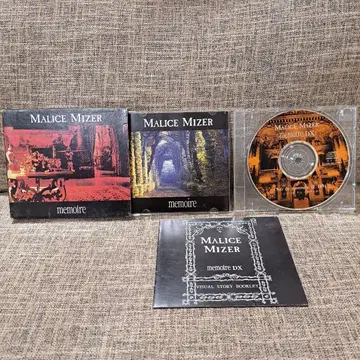 MALICE MIZER
memoire
MALICE MIZER
memoire
MALICE MIZER
memoire DX
MALICE MIZER
memoire DX
VISUAL STORY BOOKLET